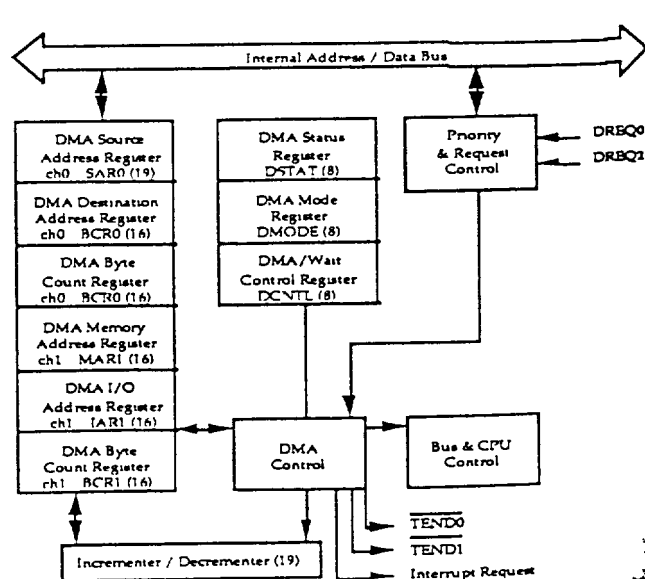 Internal Address / Data Bus
DMA Source
Address Register
ch0 SAR0 (19)
DMA Destination
Address Register
ch0 BCR0 (16)
DMA Byte
Count Register
ch0 BCR0 (16)
DMA Memory
Address Register
ch1 MAR1 (16)
DMA I/O
Address Register
ch1 IAR1 (16)
DMA Byte
Count Register
ch1 BCR1 (16)
DMA Status
Register
DSTAT (8)
DMA Mode
Register
DMODE (8)
DMA/Wait
Control Register
DCNTL (8)
Priority
& Request
Control
DREQ0
DREQ1
DMA
Control
Bus & CPU
Control
TEND0
TEND1
Interrupt Request
Incrementer / Decrementer (19)